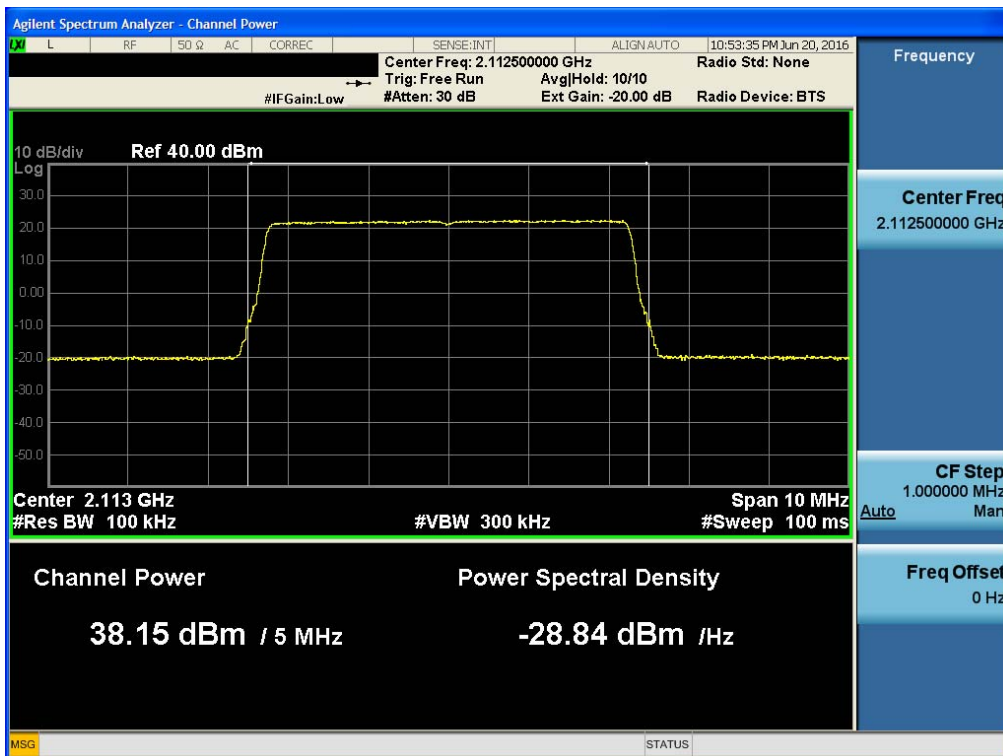 Agilent Spectrum Analyzer - Channel Power
LXI L RF 50 Ω AC CORREC SENSE:INT ALIGNAUTO 10:53:35 PM Jun 20, 2016
Center Freq: 2.112500000 GHz Radio Std: None
Trig: Free Run Avg|Hold: 10/10
#IFGain:Low #Atten: 30 dB Ext Gain: -20.00 dB Radio Device: BTS
10 dB/div Ref 40.00 dBm
Log
30.0
20.0
10.0
0.00
-10.0
-20.0
-30.0
-40.0
-50.0
Center 2.113 GHz Span 10 MHz
#Res BW 100 kHz #VBW 300 kHz #Sweep 100 ms
Channel Power Power Spectral Density
38.15 dBm / 5 MHz -28.84 dBm /Hz
Frequency
Center Freq
2.112500000 GHz
CF Step
1.000000 MHz
Auto Man
Freq Offset
0 Hz
MSG STATUS